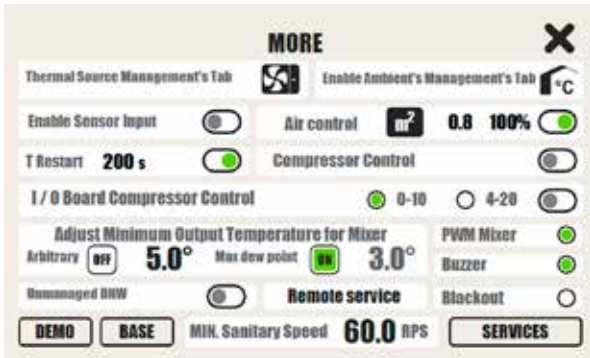 MORE
Thermal Source Management's Tab
Enable Ambient's Management's Tab °C
Enable Sensor Input
Air control m² 0.8 100%
T Restart 200 s
Compressor Control
I / O Board Compressor Control 0-10 4-20
Adjust Minimum Output Temperature for Mixer
PWM Mixer
Arbitrary OFF 5.0° Max dew point ON 3.0°
Buzzer
Unmanaged DHW
Remote service
Blackout
DEMO BASE MIN. Sanitary Speed 60.0 RPS SERVICES